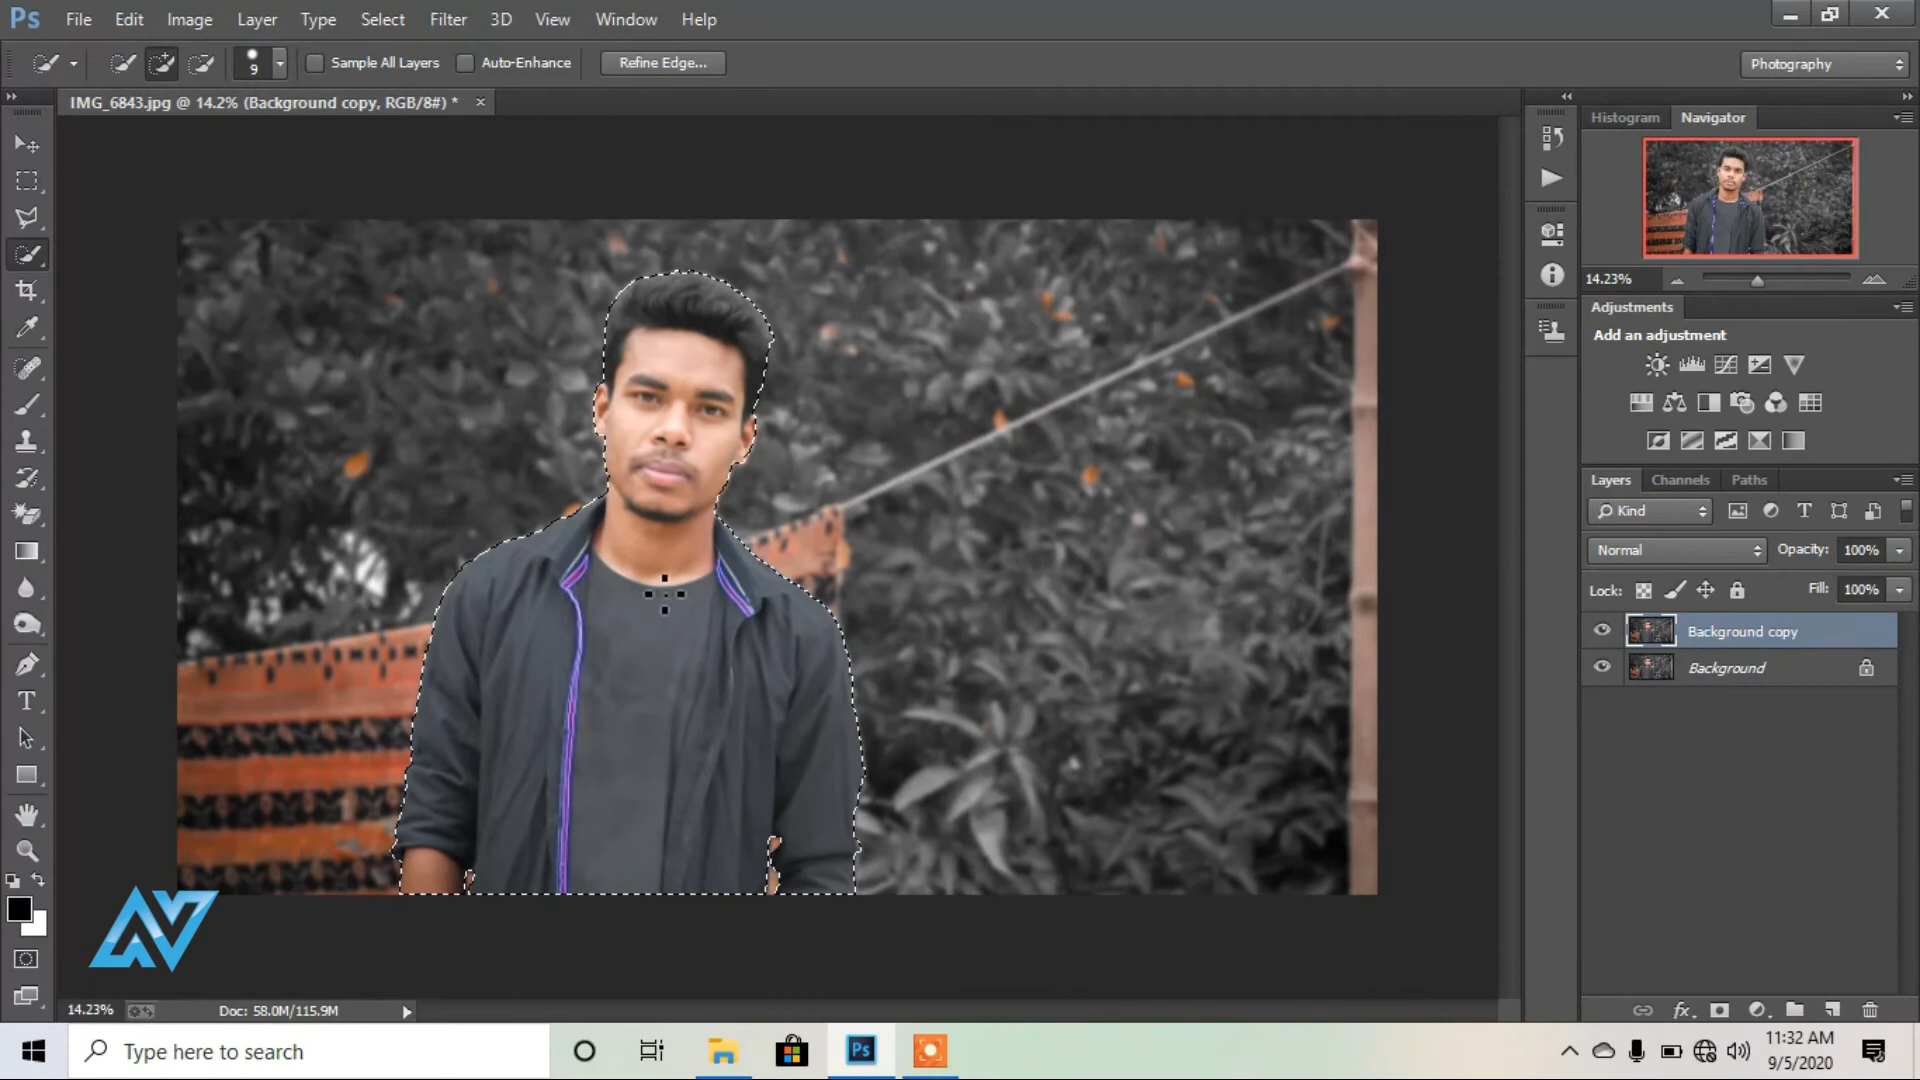 Ps File Edit Image Layer Type Select Filter 3D View Window Help
9 Sample All Layers Auto-Enhance Refine Edge... Photography
IMG_6843.jpg @ 14.2% (Background copy, RGB/8#) * ×
Histogram Navigator
14.23%
Adjustments
Add an adjustment
Layers Channels Paths
Kind
Normal Opacity: 100%
Lock: Fill: 100%
Background copy
Background
14.23% Doc: 58.0M/115.9M
Type here to search
Ps
11:32 AM
9/5/2020